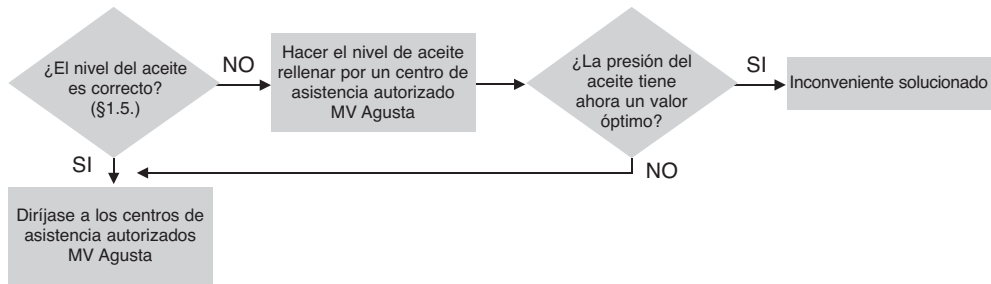 ¿El nivel del aceite
es correcto?
(§1.5.)
NO
Hacer el nivel de aceite
rellenar por un centro de
asistencia autorizado
MV Agusta
¿La presión del
aceite tiene
ahora un valor
óptimo?
SI
Inconveniente solucionado
SI
NO
Diríjase a los centros de
asistencia autorizados
MV Agusta